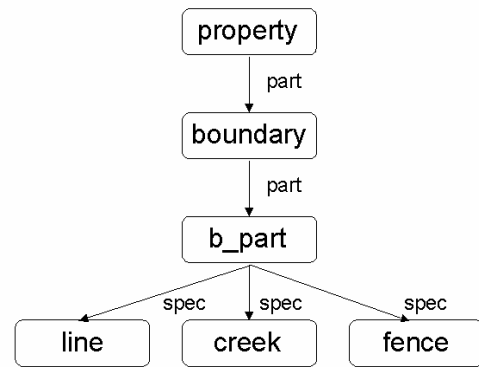 property
part
boundary
part
b_part
spec spec spec
line creek fence